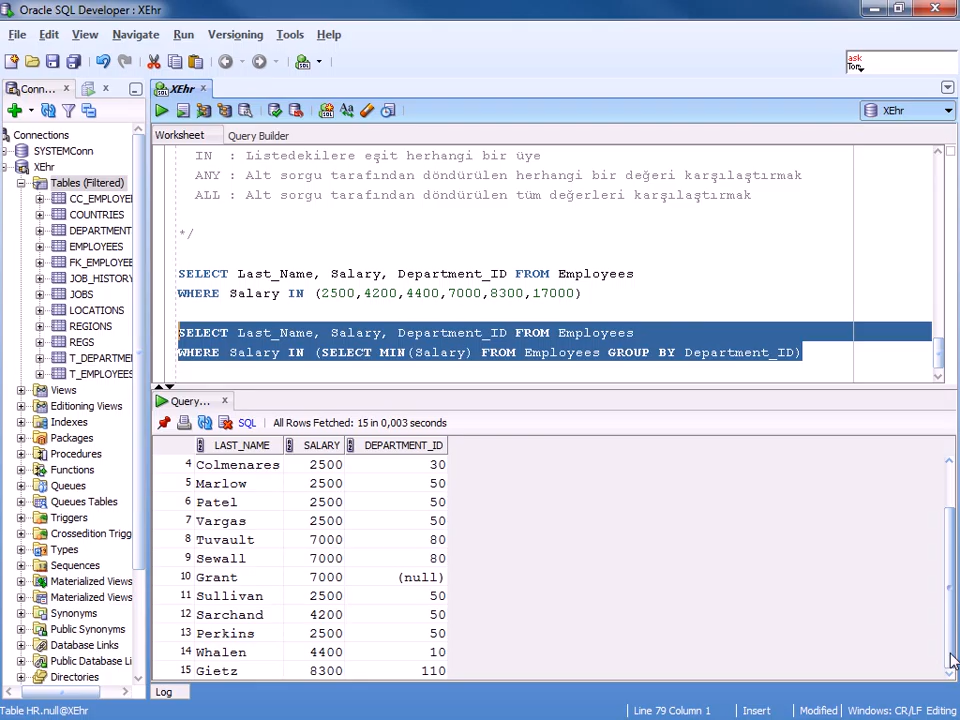 Oracle SQL Developer : XEhr
File Edit View Navigate Run Versioning Tools Help
ask
Tom
Conn...
XEhr
XEhr
Worksheet Query Builder
Connections
SYSTEMConn
XEhr
Tables (Filtered)
CC_EMPLOYEE
COUNTRIES
DEPARTMENT
EMPLOYEES
FK_EMPLOYEE
JOB_HISTORY
JOBS
LOCATIONS
REGIONS
REGS
T_DEPARTME
T_EMPLOYEES
Views
Editioning Views
Indexes
Packages
Procedures
Functions
Queues
Queues Tables
Triggers
Crossedition Trigg
Types
Sequences
Materialized Views
Materialized Views
Synonyms
Public Synonyms
Database Links
Public Database Li
Directories
IN : Listedekilere eşit herhangi bir üye
ANY : Alt sorgu tarafından döndürülen herhangi bir değeri karşılaştırmak
ALL : Alt sorgu tarafından döndürülen tüm değerleri karşılaştırmak
*/
SELECT Last_Name, Salary, Department_ID FROM Employees
WHERE Salary IN (2500,4200,4400,7000,8300,17000)
SELECT Last_Name, Salary, Department_ID FROM Employees
WHERE Salary IN (SELECT MIN(Salary) FROM Employees GROUP BY Department_ID)
Query...
SQL All Rows Fetched: 15 in 0,003 seconds
LAST_NAME SALARY DEPARTMENT_ID
4 Colmenares 2500 30
5 Marlow 2500 50
6 Patel 2500 50
7 Vargas 2500 50
8 Tuvault 7000 80
9 Sewall 7000 80
10 Grant 7000 (null)
11 Sullivan 2500 50
12 Sarchand 4200 50
13 Perkins 2500 50
14 Whalen 4400 10
15 Gietz 8300 110
Log
Table HR.null@XEhr Line 79 Column 1 Insert Modified Windows: CR/LF Editing